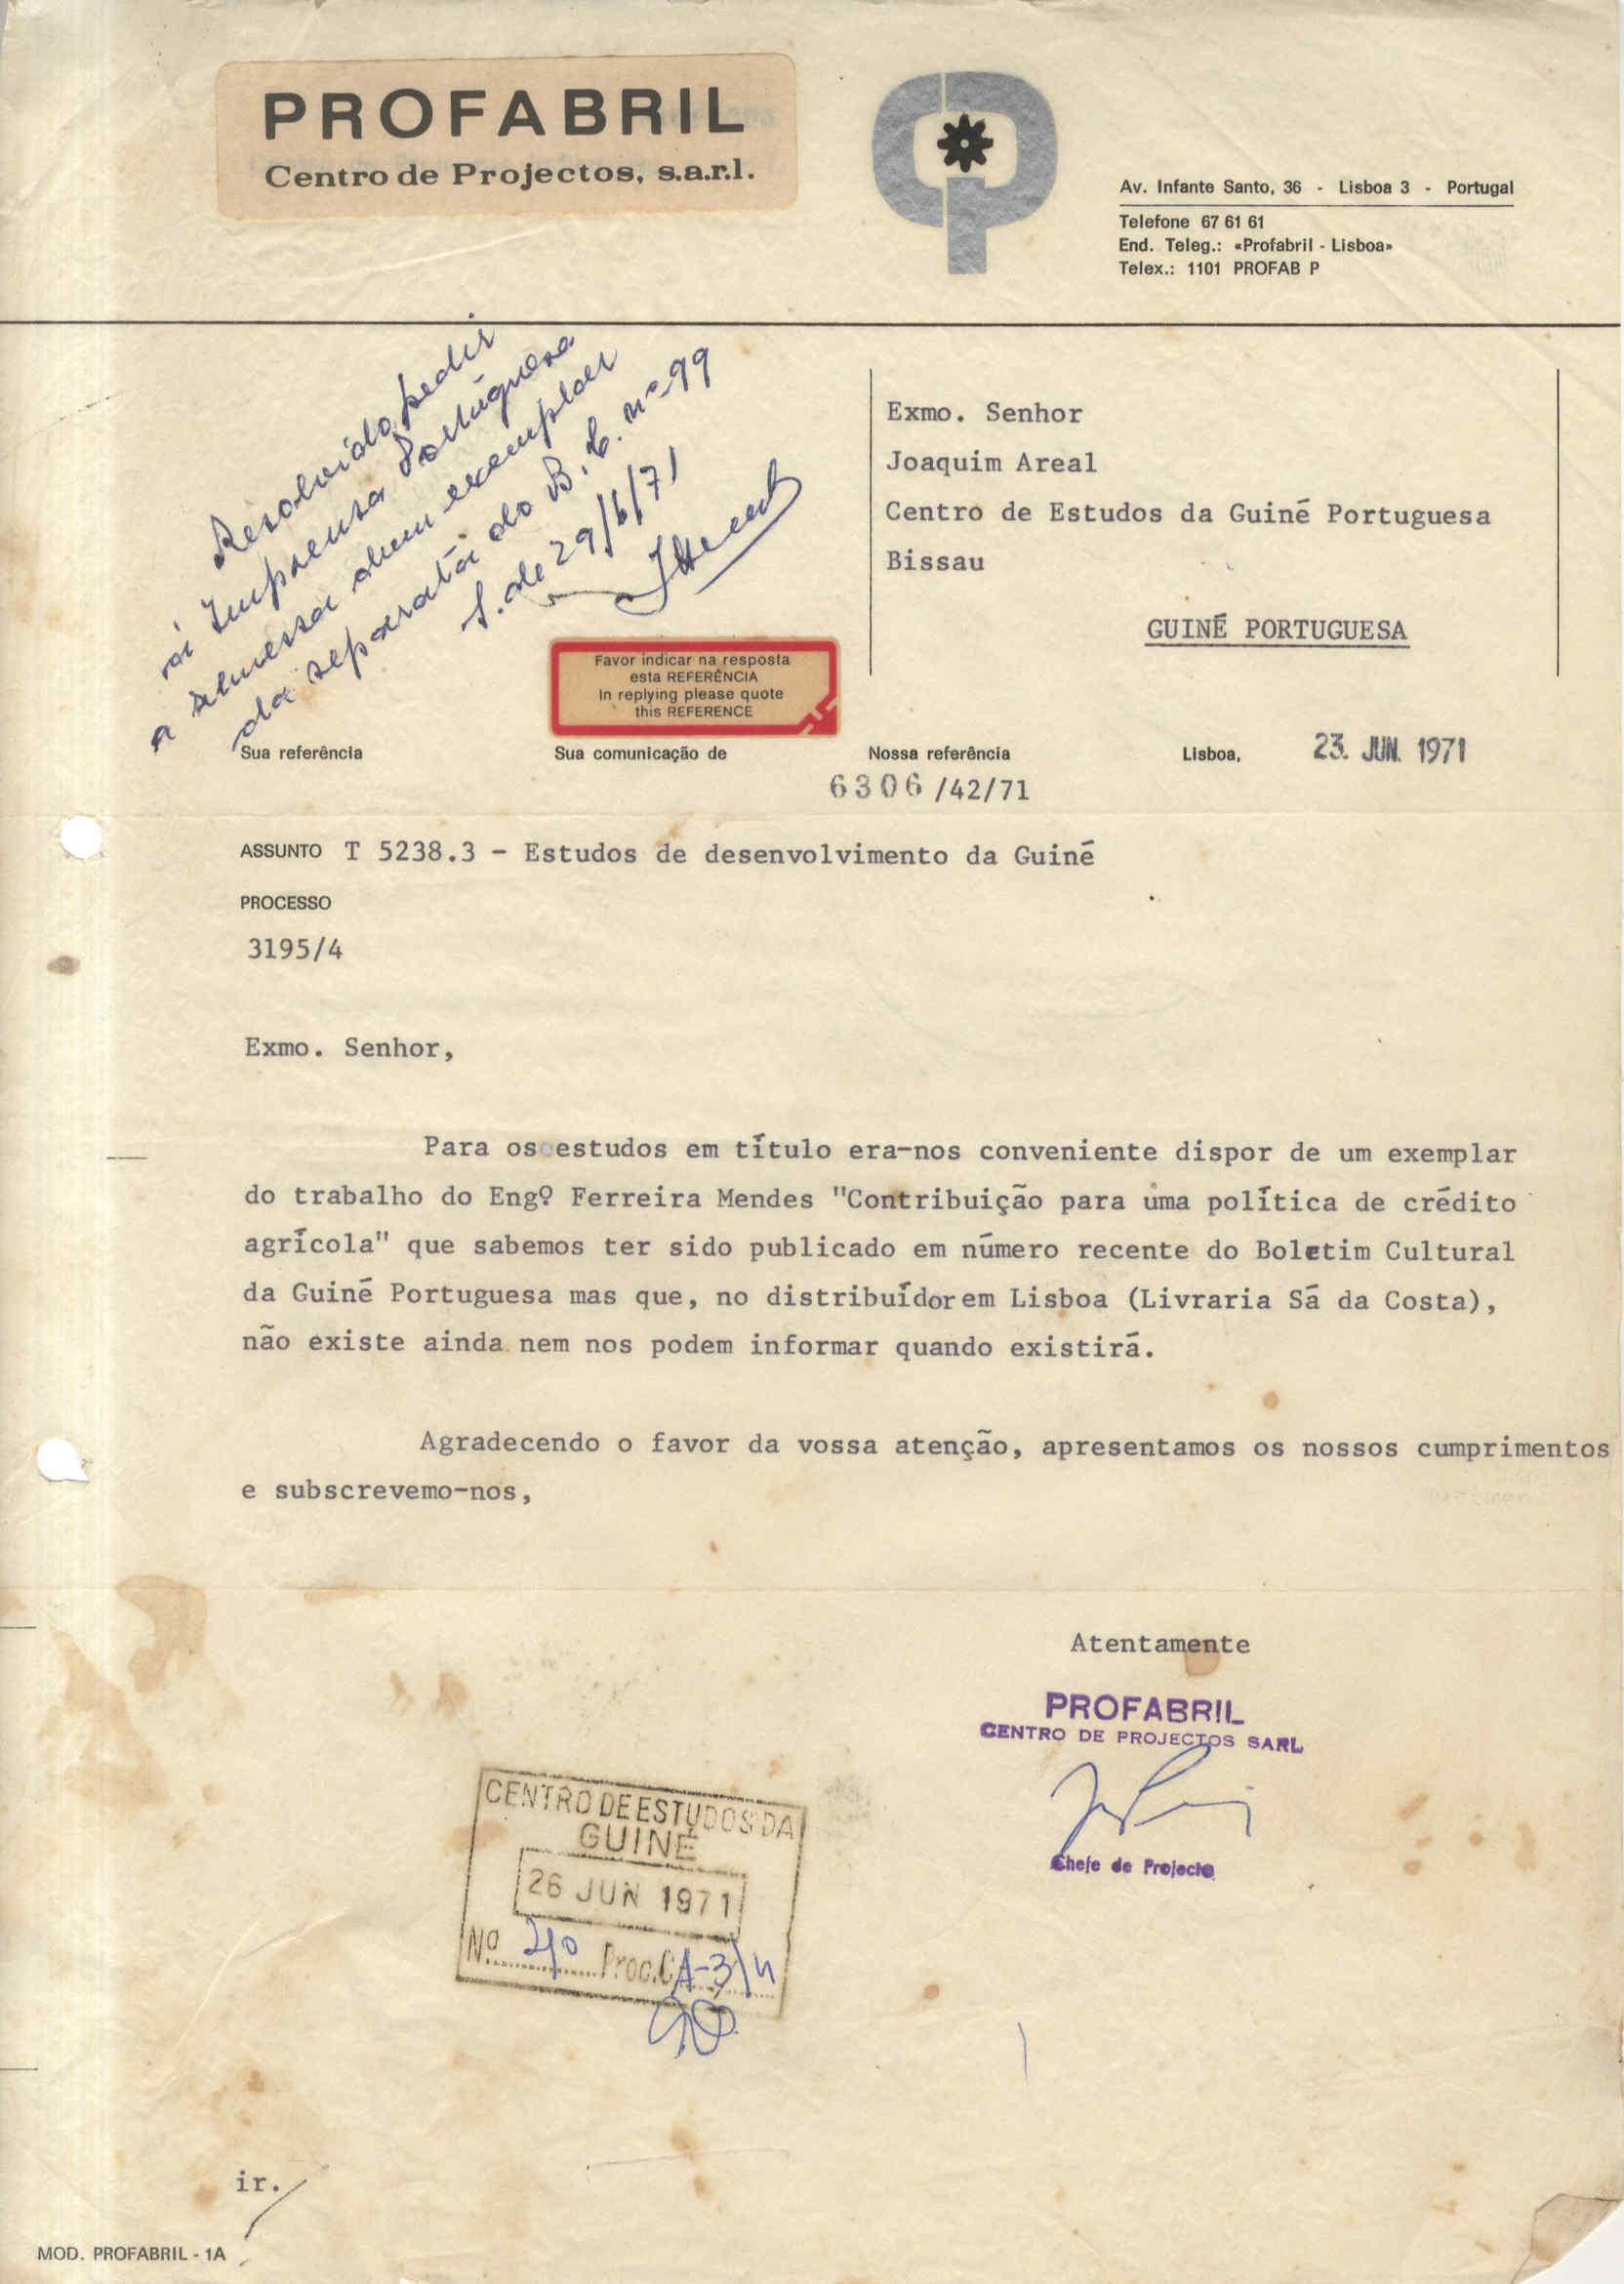 PROFABRIL
Centro de Projectos, s.a.r.l.
Av. Infante Santo, 36 - Lisboa 3 - Portugal
Telefone 67 61 61
End. Teleg.: «Profabril - Lisboa»
Telex.: 1101 PROFAB P
Resolvido pedir
à Imprensa Portuguesa
a remessa dum exemplar
da separata do B. C. nº 99
S. de 29/6/71
Exmo. Senhor
Joaquim Areal
Centro de Estudos da Guiné Portuguesa
Bissau
GUINÉ PORTUGUESA
Favor indicar na resposta
esta REFERÊNCIA
In replying please quote
this REFERENCE
Sua referência Sua comunicação de Nossa referência Lisboa, 23. JUN. 1971
6306/42/71
ASSUNTO T 5238.3 - Estudos de desenvolvimento da Guiné
PROCESSO
3195/4
Exmo. Senhor,
Para os estudos em título era-nos conveniente dispor de um exemplar
do trabalho do Engº Ferreira Mendes "Contribuição para uma política de crédito
agrícola" que sabemos ter sido publicado em número recente do Boletim Cultural
da Guiné Portuguesa mas que, no distribuídor em Lisboa (Livraria Sá da Costa),
não existe ainda nem nos podem informar quando existirá.
Agradecendo o favor da vossa atenção, apresentamos os nossos cumprimentos
e subscrevemo-nos,
Atentamente
PROFABRIL
CENTRO DE PROJECTOS SARL
Chefe de Projecto
CENTRO DE ESTUDOS DA
GUINÉ
26 JUN 1971
Nº 210 Proc. CA-3/4
ir.
MOD. PROFABRIL - 1A